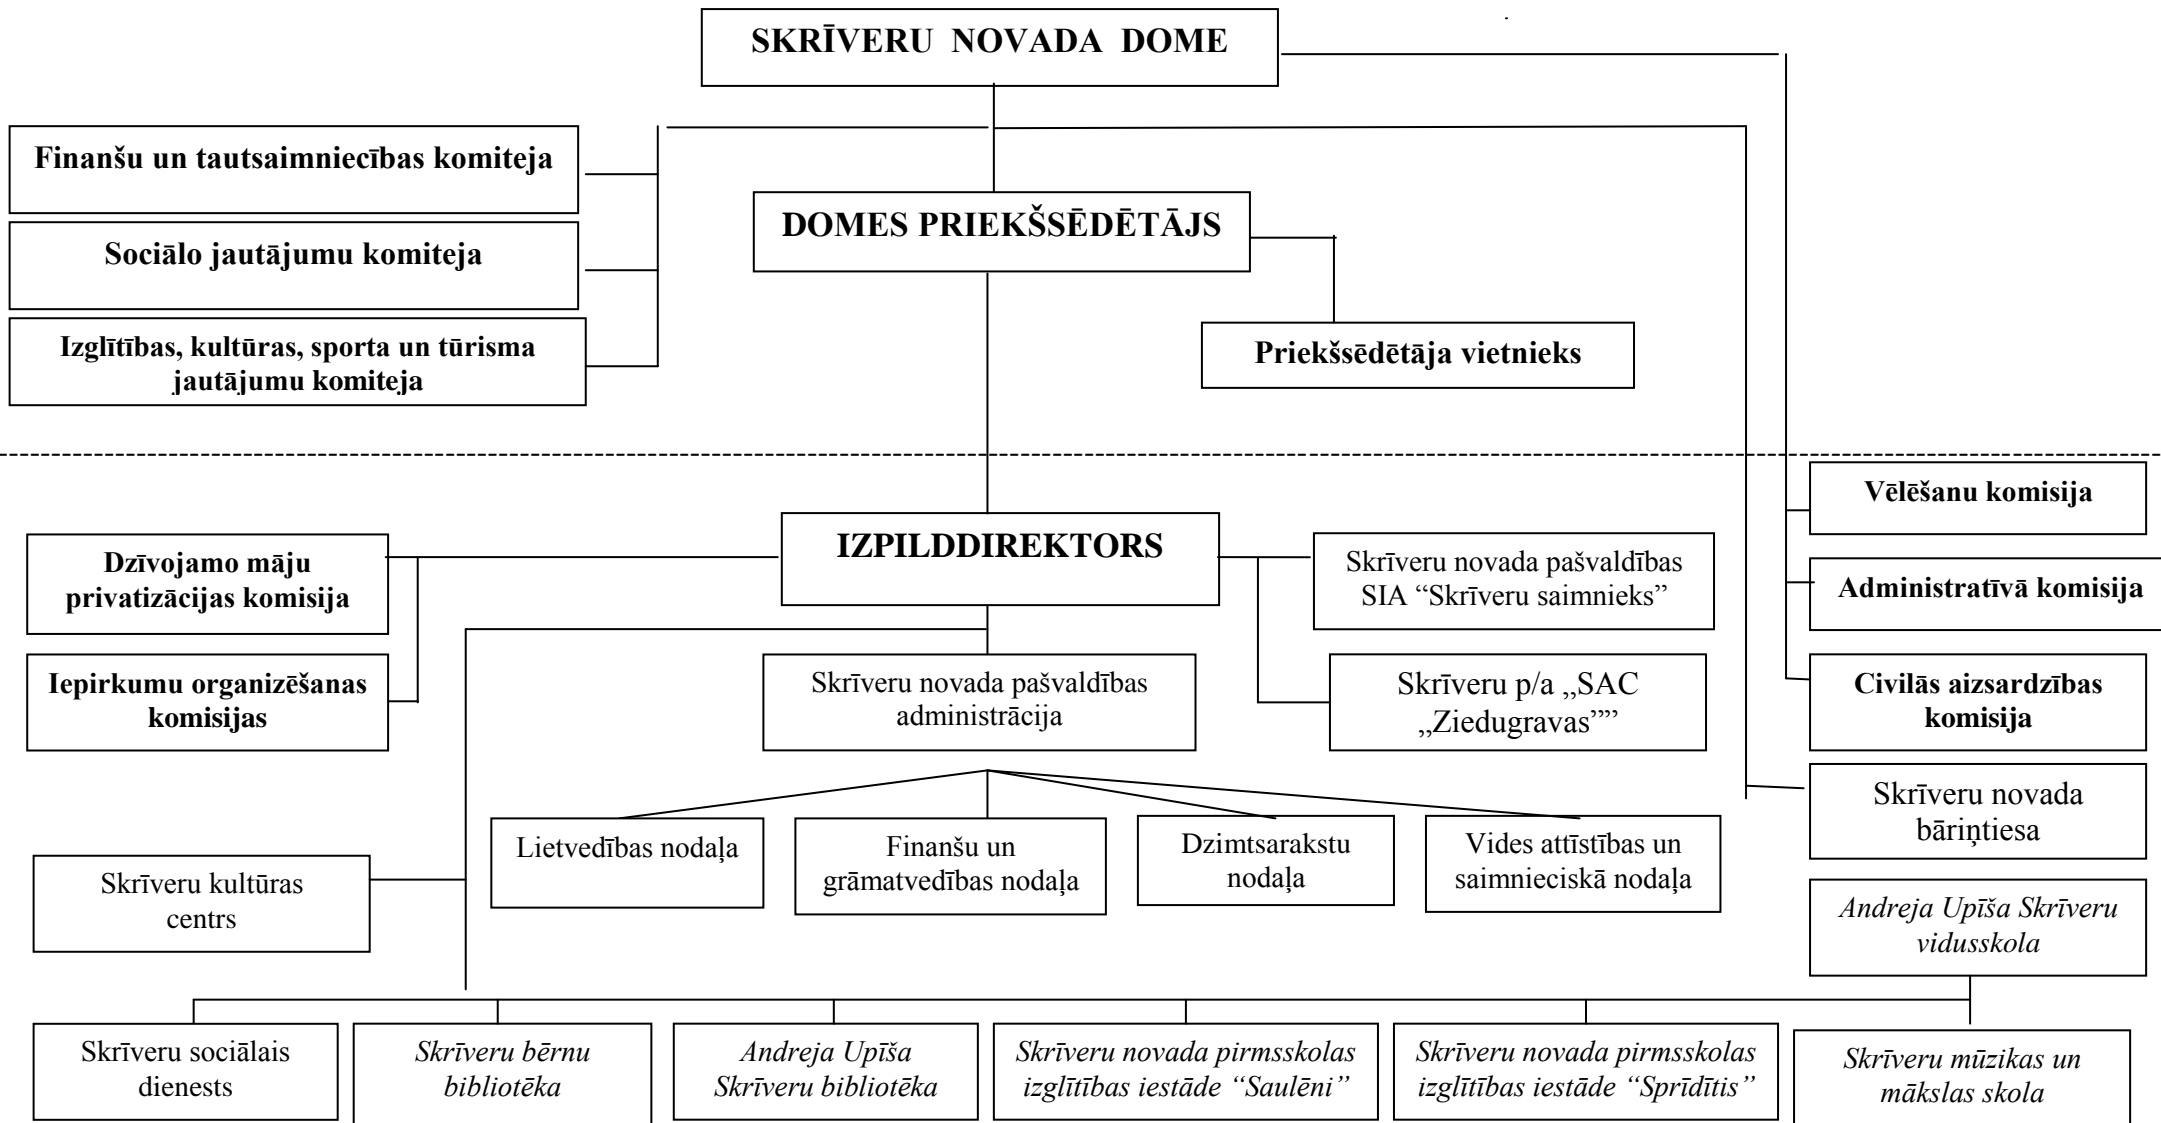 SKRĪVERU NOVADA DOME
Finanšu un tautsaimniecības komiteja
Sociālo jautājumu komiteja
Izglītības, kultūras, sporta un tūrisma
jautājumu komiteja
DOMES PRIEKŠSĒDĒTĀJS
Priekšsēdētāja vietnieks
Vēlēšanu komisija
Administratīvā komisija
Civilās aizsardzības
komisija
Skrīveru novada
bāriņtiesa
IZPILDDIREKTORS
Dzīvojamo māju
privatizācijas komisija
Iepirkumu organizēšanas
komisijas
Skrīveru novada pašvaldības
SIA “Skrīveru saimnieks”
Skrīveru p/a „SAC
„Ziedugravas””
Skrīveru novada pašvaldības
administrācija
Lietvedības nodaļa
Finanšu un
grāmatvedības nodaļa
Dzimtsarakstu
nodaļa
Vides attīstības un
saimnieciskā nodaļa
Skrīveru kultūras
centrs
Andreja Upīša Skrīveru
vidusskola
Skrīveru sociālais
dienests
Skrīveru bērnu
bibliotēka
Andreja Upīša
Skrīveru bibliotēka
Skrīveru novada pirmsskolas
izglītības iestāde “Saulēni”
Skrīveru novada pirmsskolas
izglītības iestāde “Sprīdītis”
Skrīveru mūzikas un
mākslas skola